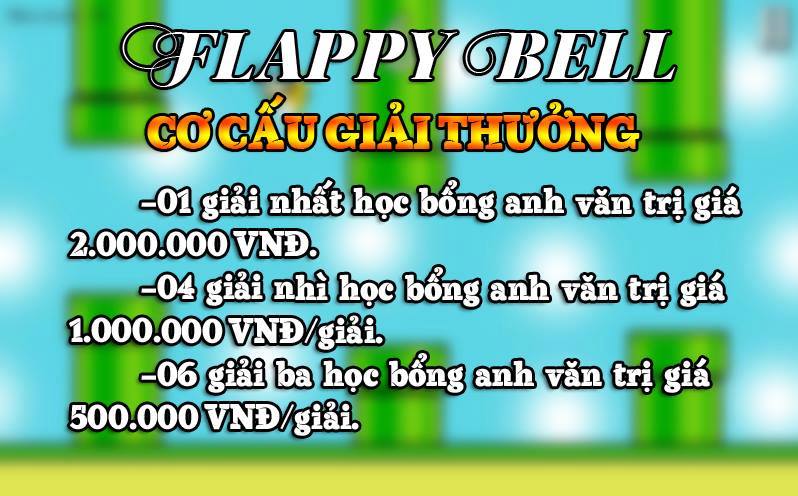 FLAPPY BELL
CƠ CẤU GIẢI THƯỞNG
-01 giải nhất học bổng anh văn trị giá
2.000.000 VNĐ.
-04 giải nhì học bổng anh văn trị giá
1.000.000 VNĐ/giải.
-06 giải ba học bổng anh văn trị giá
500.000 VNĐ/giải.